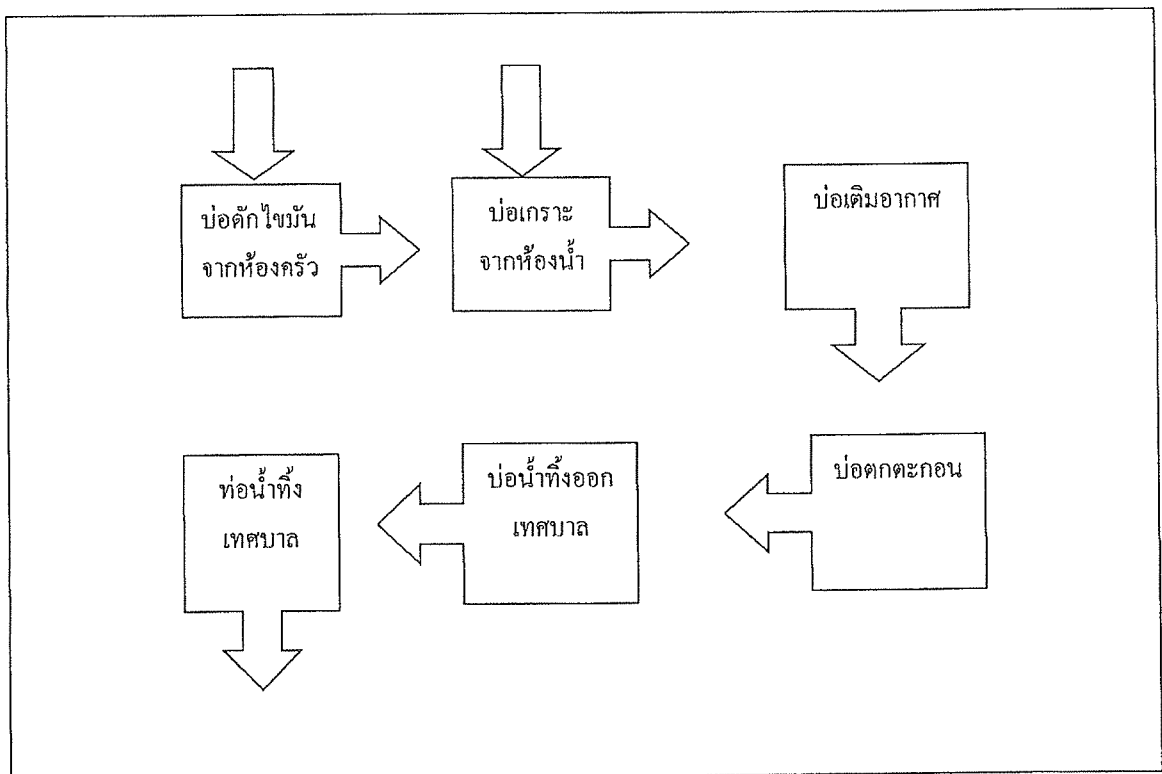 บ่อดักไขมัน
จากห้องครัว
บ่อเกราะ
จากห้องน้ำ
บ่อเติมอากาศ
บ่อตกตะกอน
บ่อน้ำทิ้งออก
เทศบาล
ท่อน้ำทิ้ง
เทศบาล